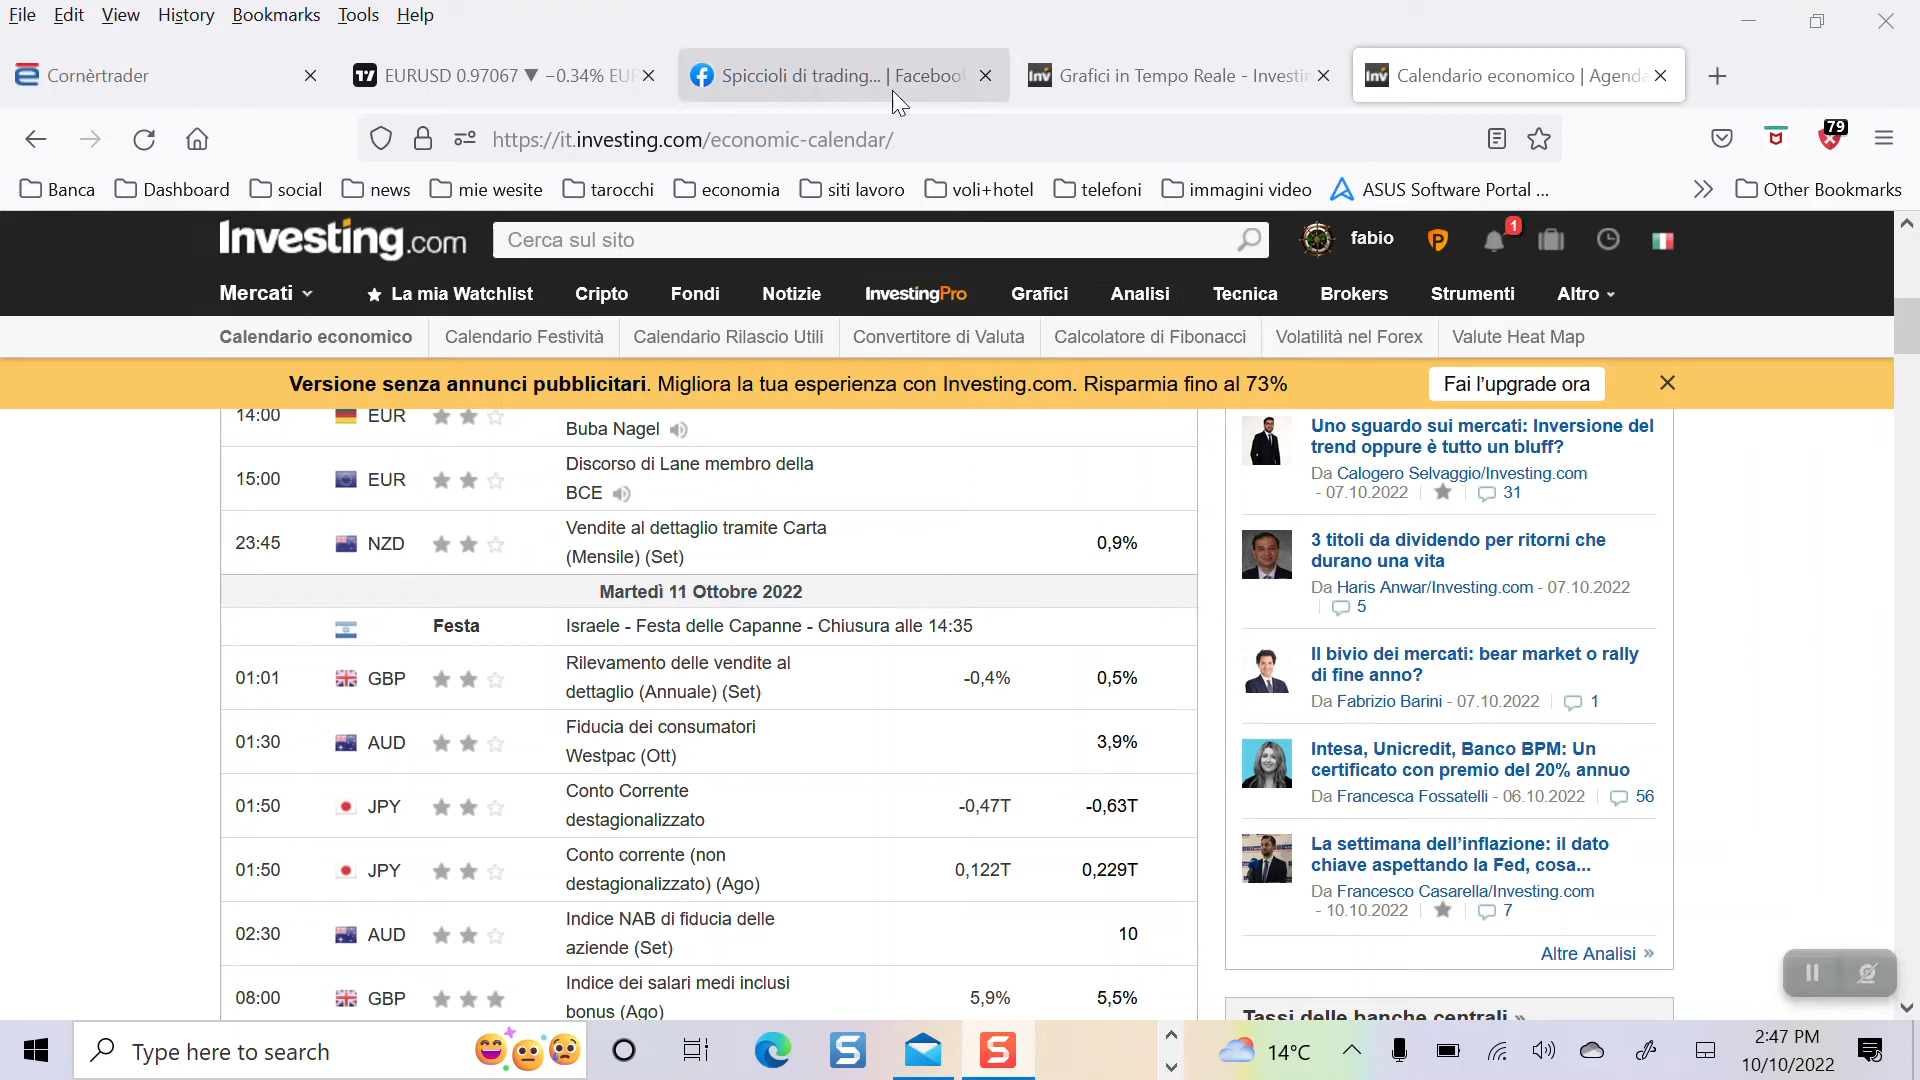 File Edit View History Bookmarks Tools Help
Cornèrtrader
EURUSD 0.97067 ▼ −0.34% EUR
Spiccioli di trading... | Facebook
Grafici in Tempo Reale - Investin
Calendario economico | Agenda
https://it.investing.com/economic-calendar/
79
Banca Dashboard social news mie wesite tarocchi economia siti lavoro voli+hotel telefoni immagini video ASUS Software Portal ... Other Bookmarks
Investing.com
Cerca sul sito
fabio
1
Mercati La mia Watchlist Cripto Fondi Notizie InvestingPro Grafici Analisi Tecnica Brokers Strumenti Altro
Calendario economico Calendario Festività Calendario Rilascio Utili Convertitore di Valuta Calcolatore di Fibonacci Volatilità nel Forex Valute Heat Map
Versione senza annunci pubblicitari. Migliora la tua esperienza con Investing.com. Risparmia fino al 73%
Fai l'upgrade ora
14:00 EUR
Buba Nagel
15:00 EUR Discorso di Lane membro della
BCE
23:45 NZD Vendite al dettaglio tramite Carta
(Mensile) (Set) 0,9%
Martedì 11 Ottobre 2022
Festa Israele - Festa delle Capanne - Chiusura alle 14:35
01:01 GBP Rilevamento delle vendite al
dettaglio (Annuale) (Set) -0,4% 0,5%
01:30 AUD Fiducia dei consumatori
Westpac (Ott) 3,9%
01:50 JPY Conto Corrente
destagionalizzato -0,47T -0,63T
01:50 JPY Conto corrente (non
destagionalizzato) (Ago) 0,122T 0,229T
02:30 AUD Indice NAB di fiducia delle
aziende (Set) 10
08:00 GBP Indice dei salari medi inclusi
bonus (Ago) 5,9% 5,5%
Uno sguardo sui mercati: Inversione del
trend oppure è tutto un bluff?
Da Calogero Selvaggio/Investing.com
- 07.10.2022 31
3 titoli da dividendo per ritorni che
durano una vita
Da Haris Anwar/Investing.com - 07.10.2022
5
Il bivio dei mercati: bear market o rally
di fine anno?
Da Fabrizio Barini - 07.10.2022 1
Intesa, Unicredit, Banco BPM: Un
certificato con premio del 20% annuo
Da Francesca Fossatelli - 06.10.2022 56
La settimana dell'inflazione: il dato
chiave aspettando la Fed, cosa...
Da Francesco Casarella/Investing.com
- 10.10.2022 7
Altre Analisi »
Tassi delle banche centrali »
Type here to search
14°C
2:47 PM
10/10/2022